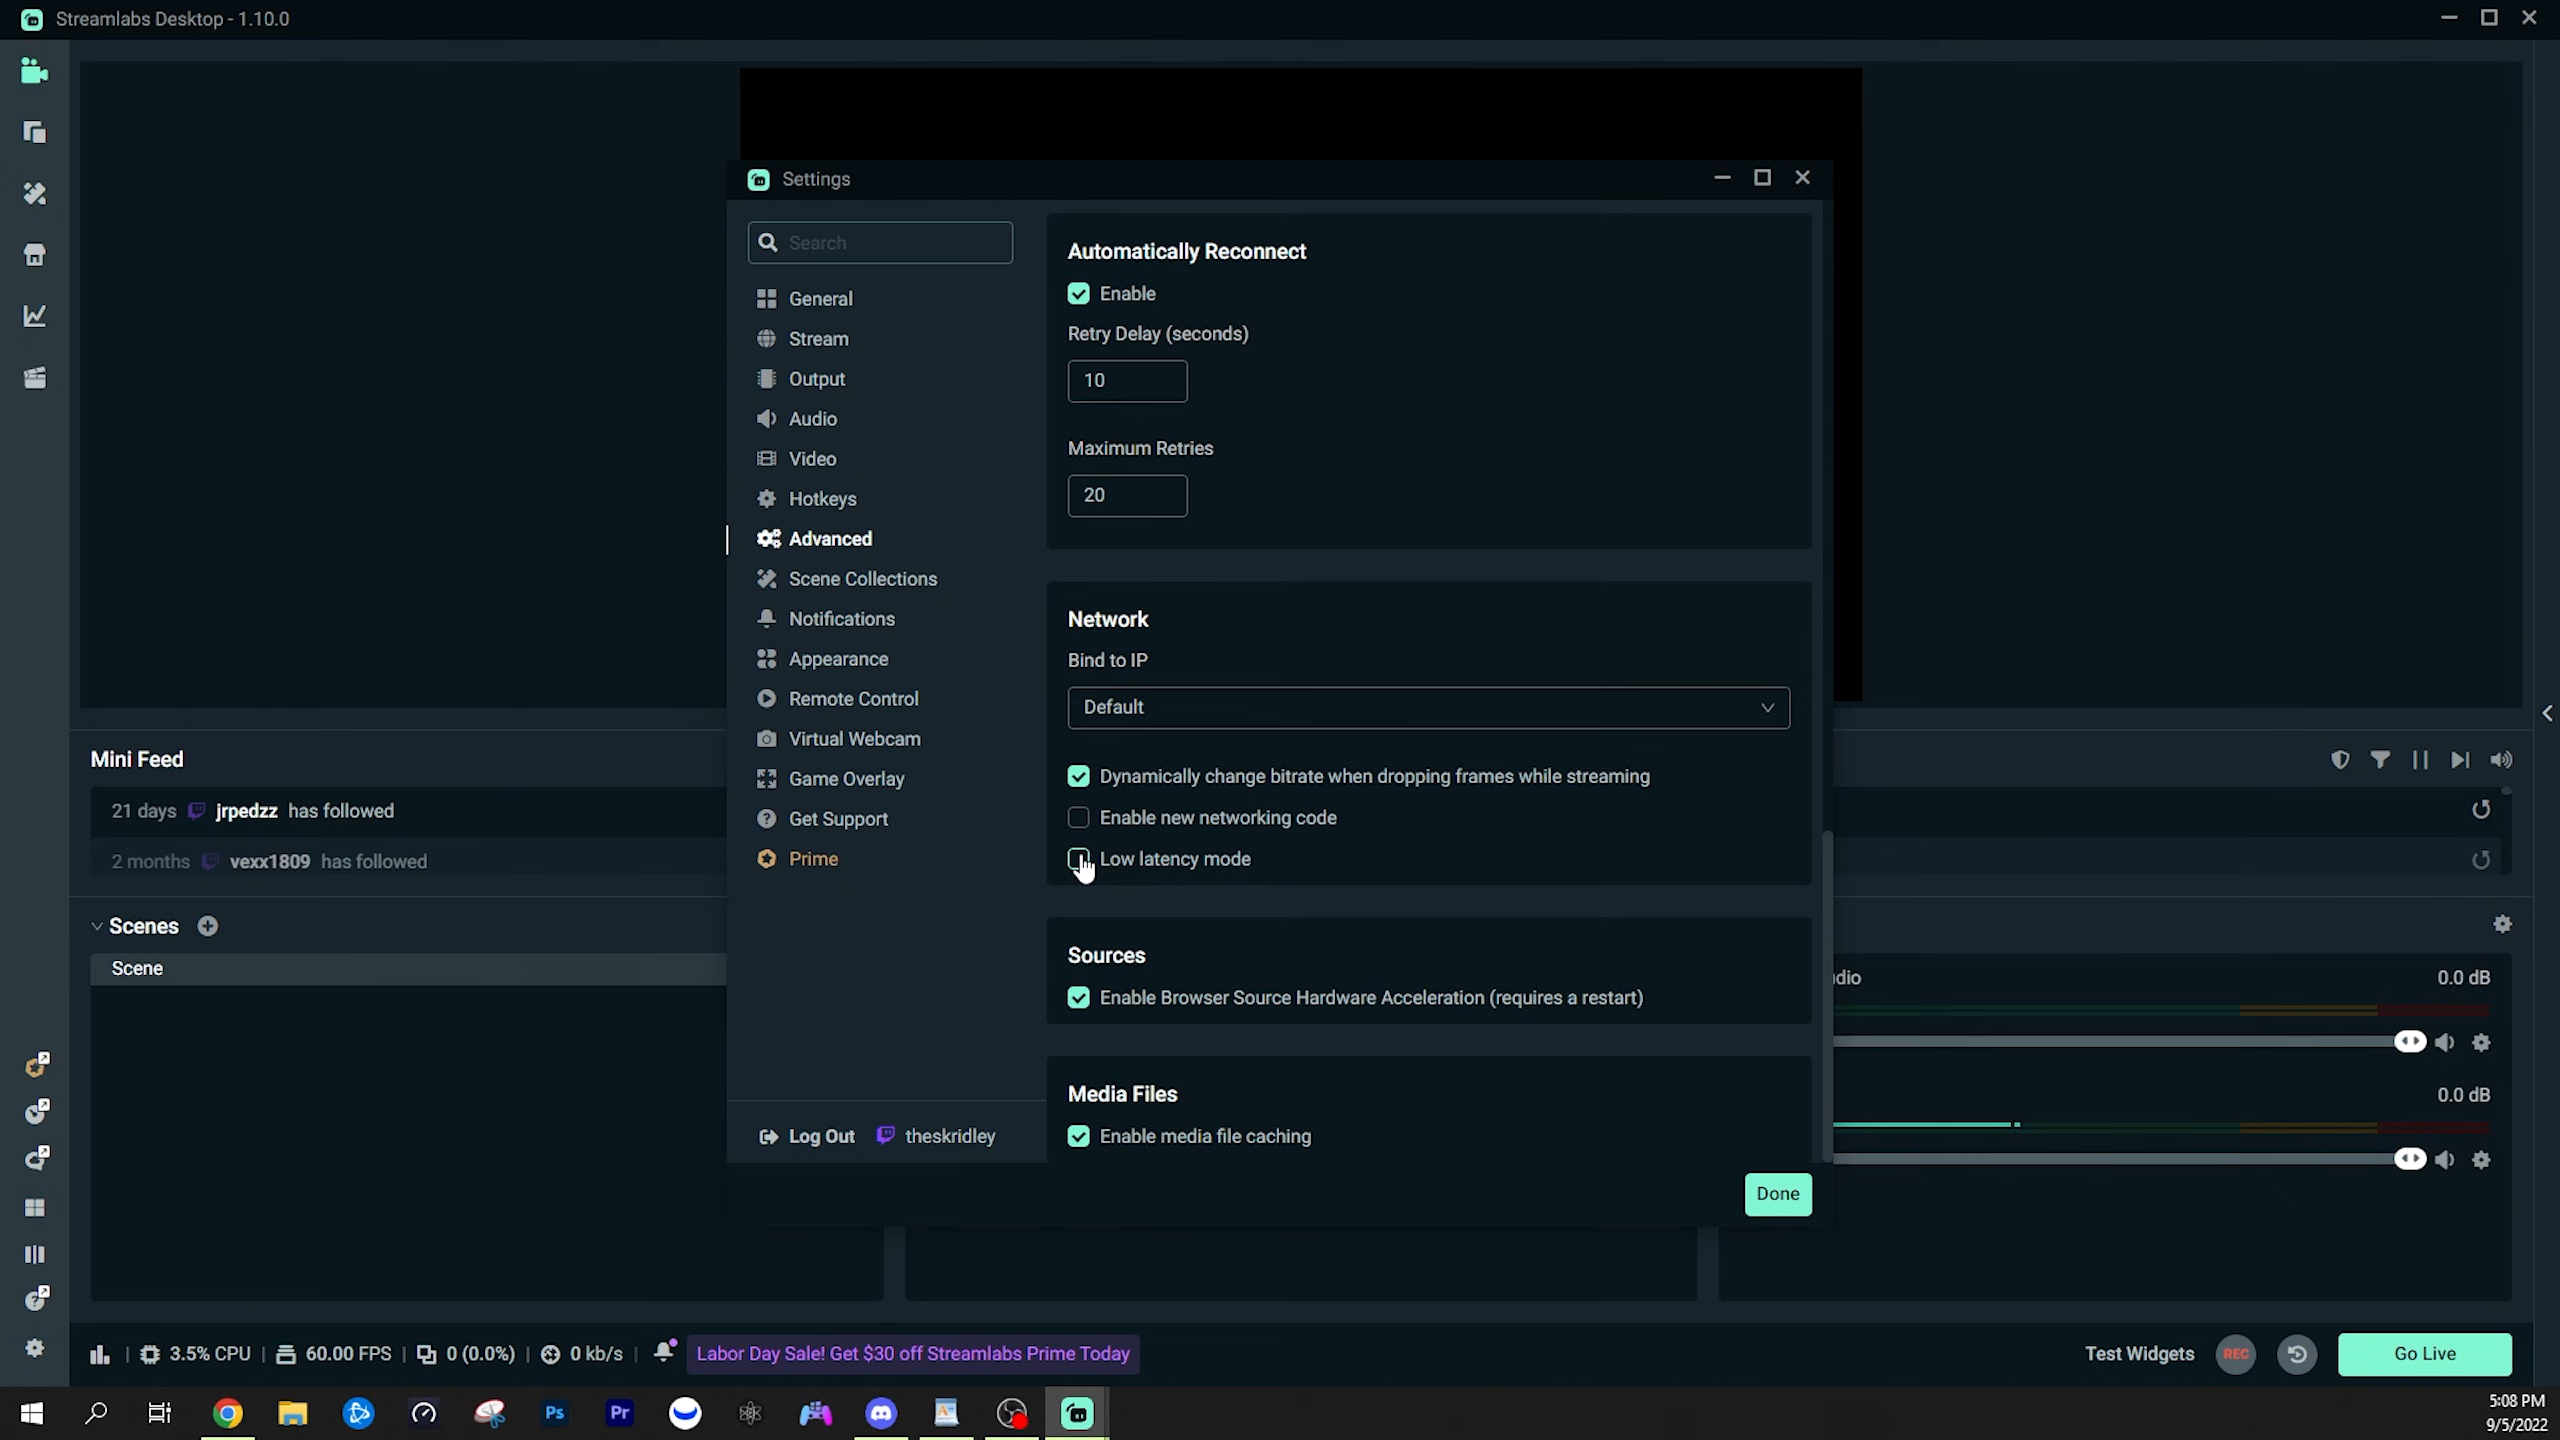 Streamlabs Desktop - 1.10.0
Settings
Search
General
Stream
Output
Audio
Video
Hotkeys
Advanced
Scene Collections
Notifications
Appearance
Remote Control
Virtual Webcam
Game Overlay
Get Support
Prime
Log Out theskridley
Automatically Reconnect
Enable
Retry Delay (seconds)
10
Maximum Retries
20
Network
Bind to IP
Default
Dynamically change bitrate when dropping frames while streaming
Enable new networking code
Low latency mode
Sources
Enable Browser Source Hardware Acceleration (requires a restart)
Media Files
Enable media file caching
Done
Mini Feed
21 days jrpedzz has followed
2 months vexx1809 has followed
Scenes
Scene
dio 0.0 dB
0.0 dB
3.5% CPU 60.00 FPS 0 (0.0%) 0 kb/s Labor Day Sale! Get $30 off Streamlabs Prime Today
Test Widgets REC Go Live
Ps Pr
5:08 PM
9/5/2022